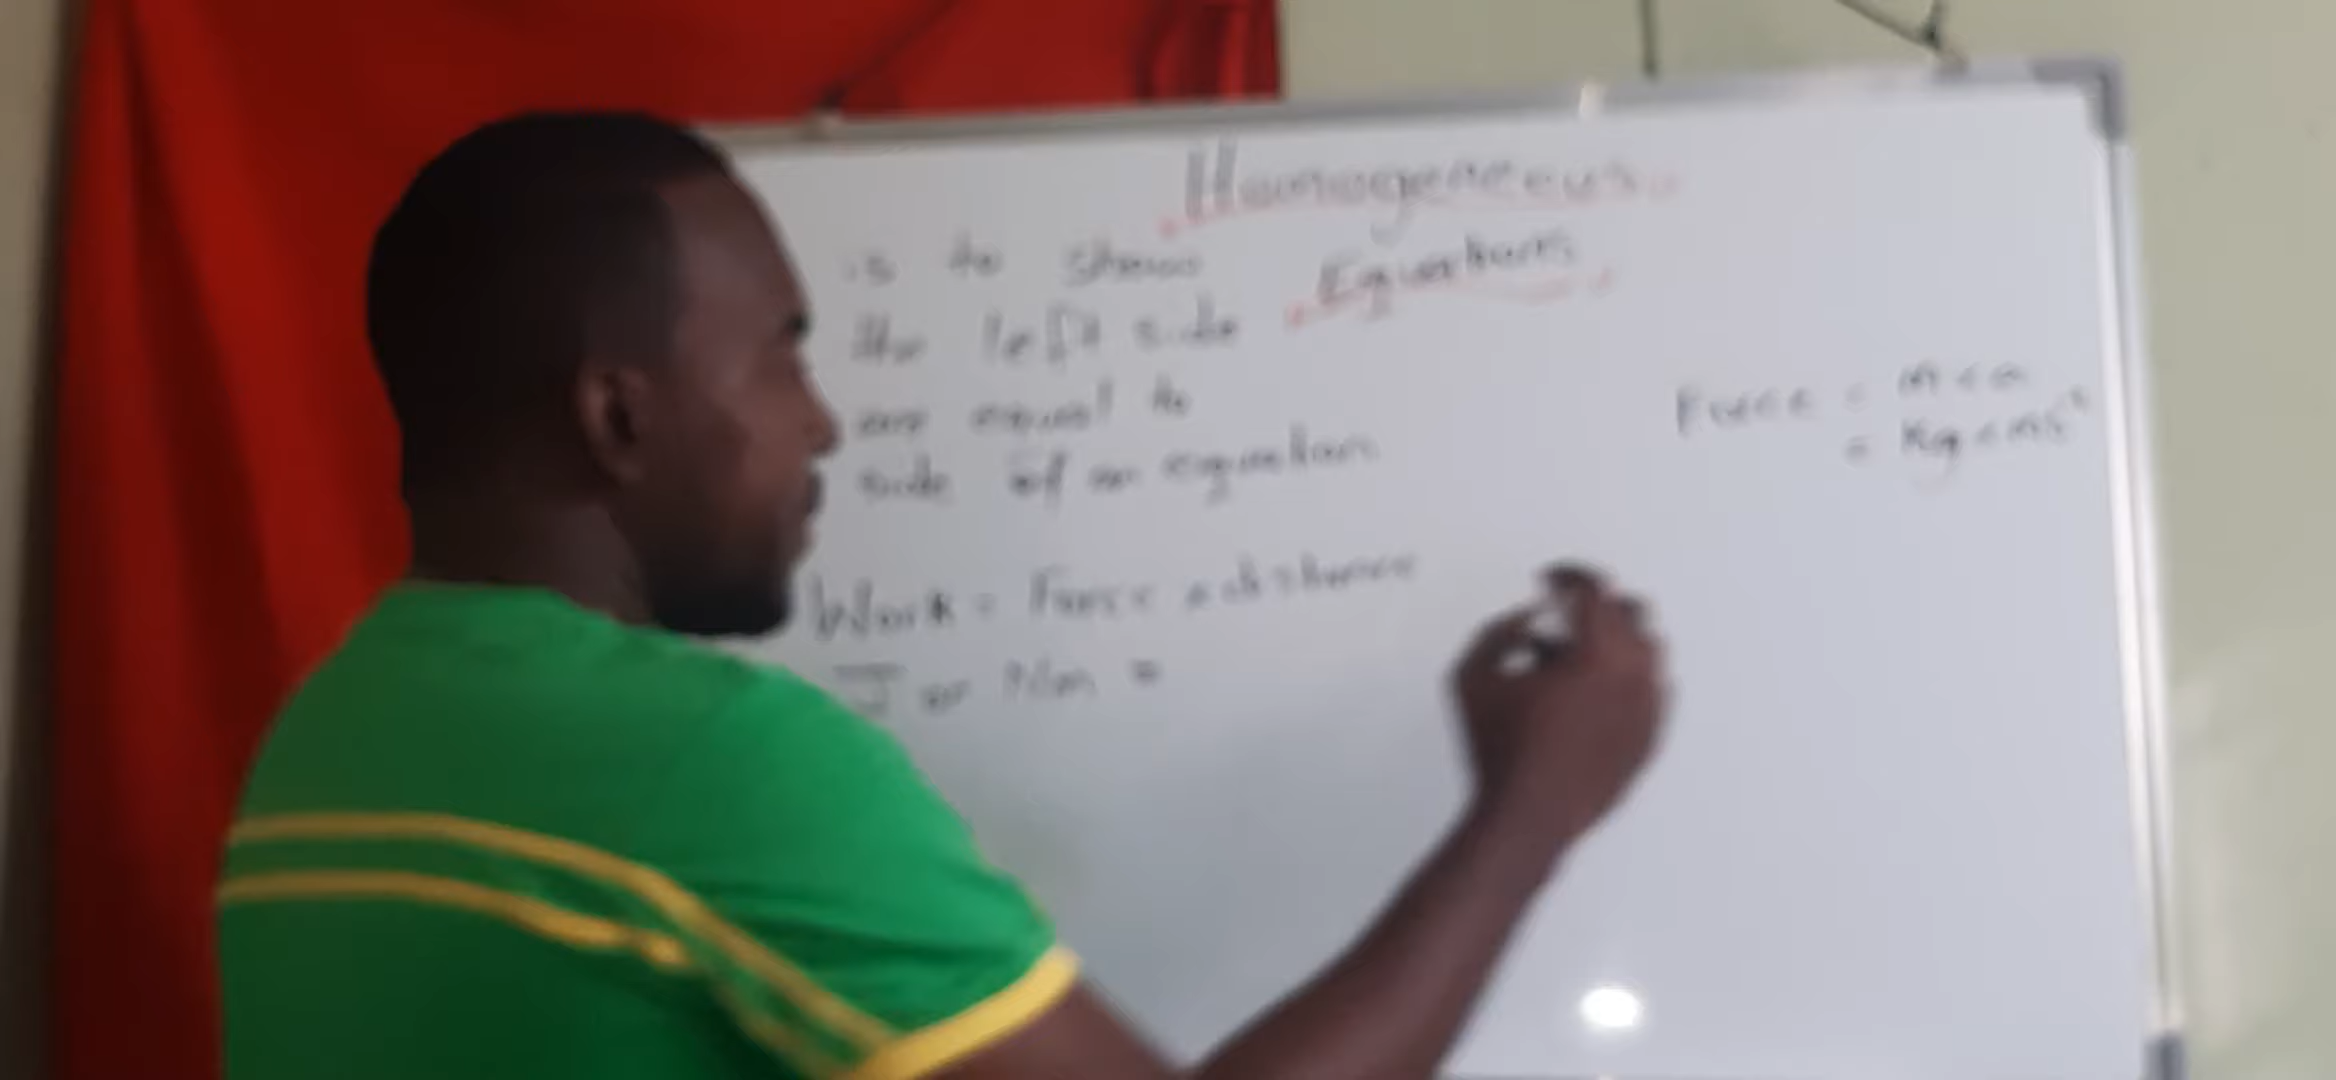 Homogeneous
Equations
is to show
the left side
are equal to
side of an equation
Force = m x a
= Kg x ms⁻²
Work = Force x distance
J or Nm =